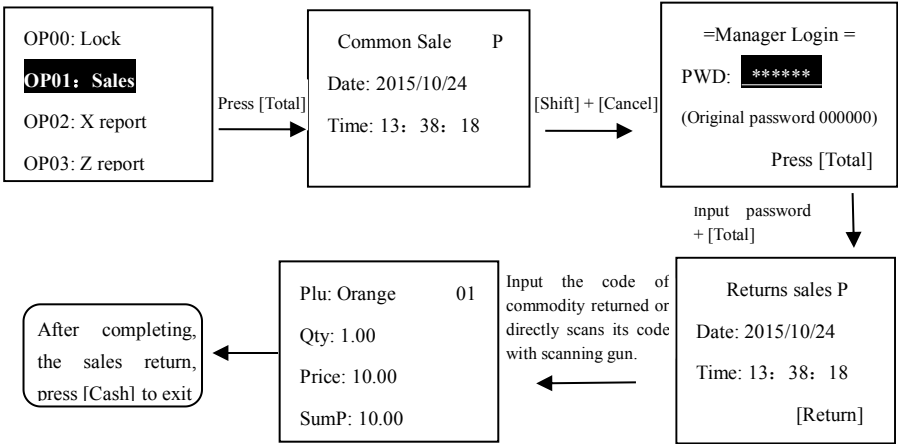 OP00: Lock
OP01：Sales
OP02: X report
OP03: Z report
Press [Total]
Common Sale P
Date: 2015/10/24
Time: 13：38：18
[Shift] + [Cancel]
=Manager Login =
PWD: ******
(Original password 000000)
Press [Total]
Input password
+ [Total]
Returns sales P
Date: 2015/10/24
Time: 13：38：18
[Return]
Input the code of
commodity returned or
directly scans its code
with scanning gun.
Plu: Orange 01
Qty: 1.00
Price: 10.00
SumP: 10.00
After completing,
the sales return,
press [Cash] to exit